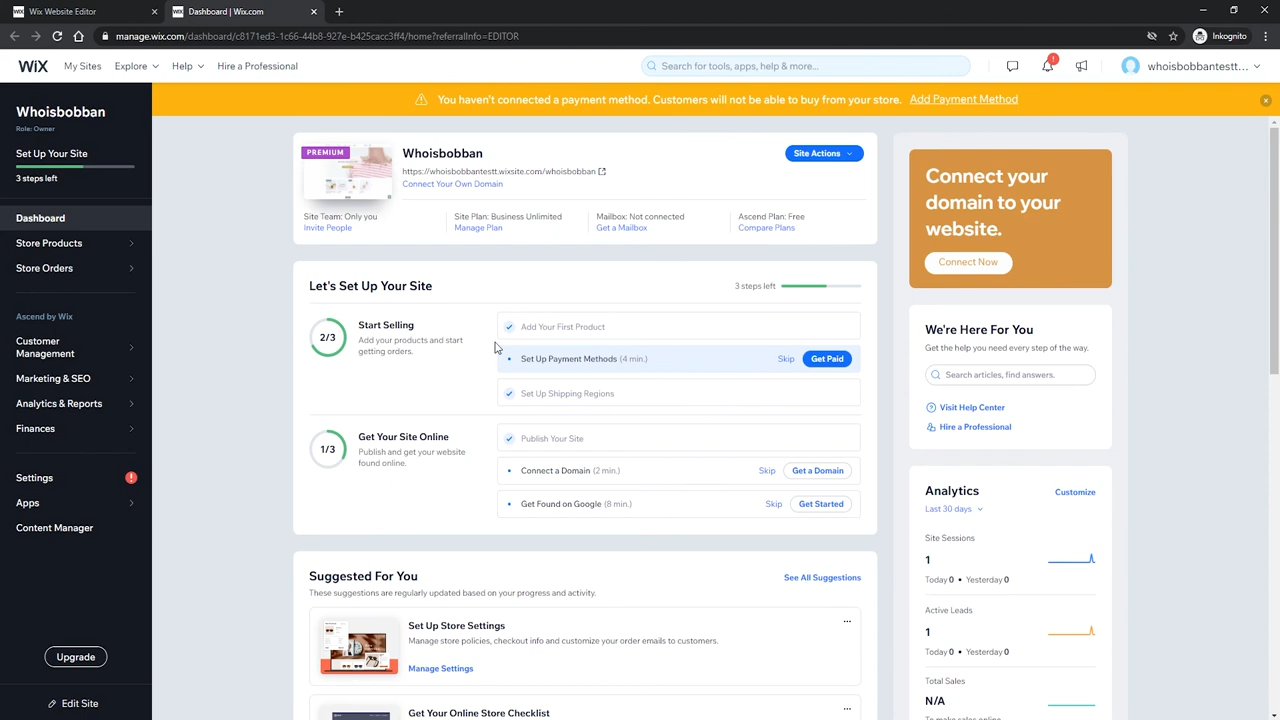 Wix Website Editor
Dashboard | Wix.com
manage.wix.com/dashboard/c8171ed3-1c66-44b8-927e-b425cacc3ff4/home?referralInfo=EDITOR
Inkognito
WiX
My Sites
Explore
Help
Hire a Professional
Search for tools, apps, help & more...
whoisbobbantestt....
You haven't connected a payment method. Customers will not be able to buy from your store. Add Payment Method
Whoisbobban
Role: Owner
Set Up Your Site
3 steps left
Dashboard
Store Products
Store Orders
Ascend by Wix
Customer
Management
Marketing & SEO
Analytics & Reports
Finances
Settings
Apps
Content Manager
Upgrade
Edit Site
PREMIUM
Whoisbobban
Site Actions
https://whoisbobbantestt.wixsite.com/whoisbobban
Connect Your Own Domain
Site Team: Only you
Invite People
Site Plan: Business Unlimited
Manage Plan
Mailbox: Not connected
Get a Mailbox
Ascend Plan: Free
Compare Plans
Let's Set Up Your Site
3 steps left
2/3
Start Selling
Add your products and start
getting orders.
Add Your First Product
Set Up Payment Methods (4 min.)
Skip
Get Paid
Set Up Shipping Regions
1/3
Get Your Site Online
Publish and get your website
found online.
Publish Your Site
Connect a Domain (2 min.)
Skip
Get a Domain
Get Found on Google (8 min.)
Skip
Get Started
Suggested For You
See All Suggestions
These suggestions are regularly updated based on your progress and activity.
Set Up Store Settings
Manage store policies, checkout info and customize your order emails to customers.
Manage Settings
Get Your Online Store Checklist
Connect your
domain to your
website.
Connect Now
We're Here For You
Get the help you need every step of the way.
Search articles, find answers.
Visit Help Center
Hire a Professional
Analytics
Customize
Last 30 days
Site Sessions
1
Today 0 • Yesterday 0
Active Leads
1
Today 0 • Yesterday 0
Total Sales
N/A